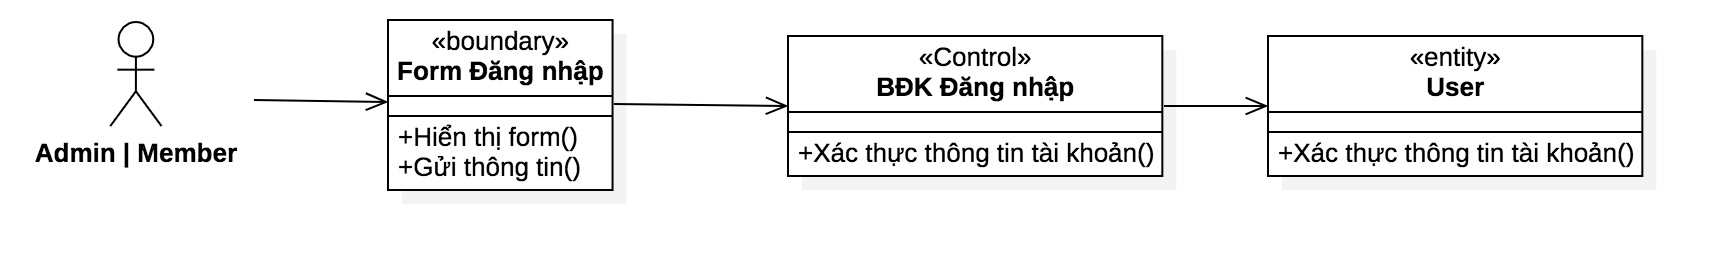 Admin | Member
«boundary»
Form Đăng nhập
+Hiển thị form()
+Gửi thông tin()
«Control»
BĐK Đăng nhập
+Xác thực thông tin tài khoản()
«entity»
User
+Xác thực thông tin tài khoản()